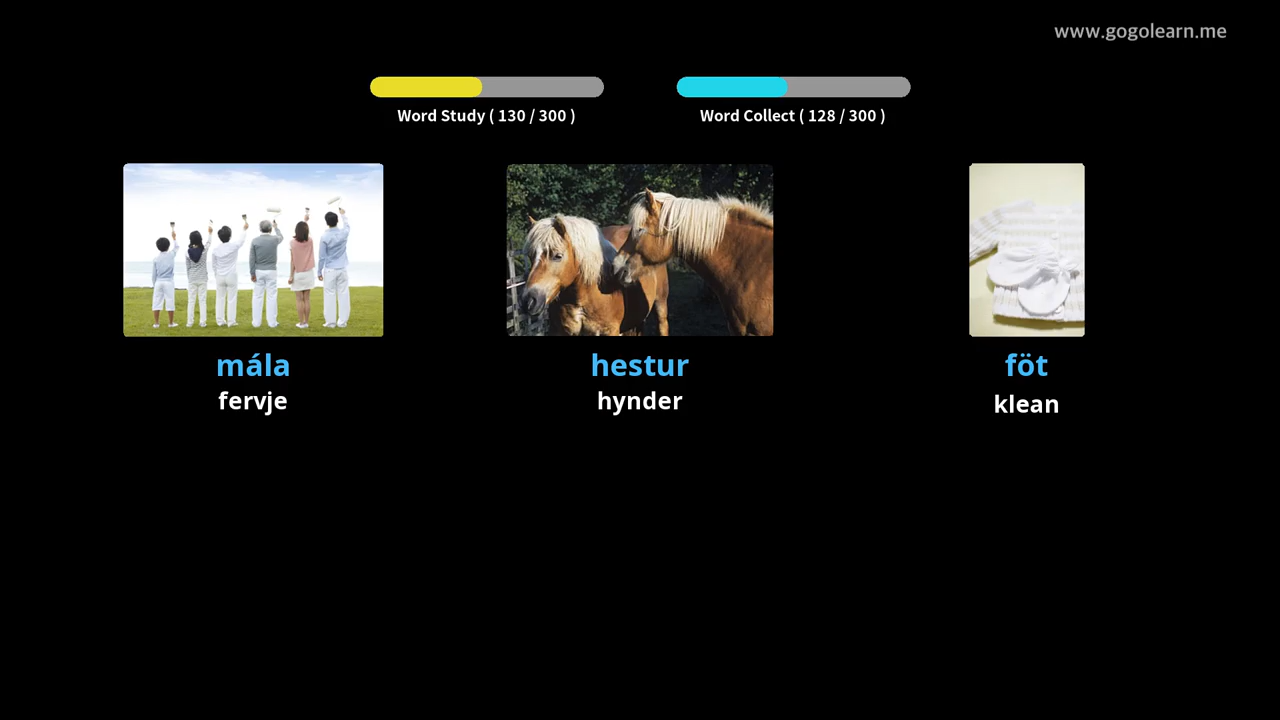 www.gogolearn.me
Word Study ( 130 / 300 )
Word Collect ( 128 / 300 )
mála
fervje
hestur
hynder
föt
klean